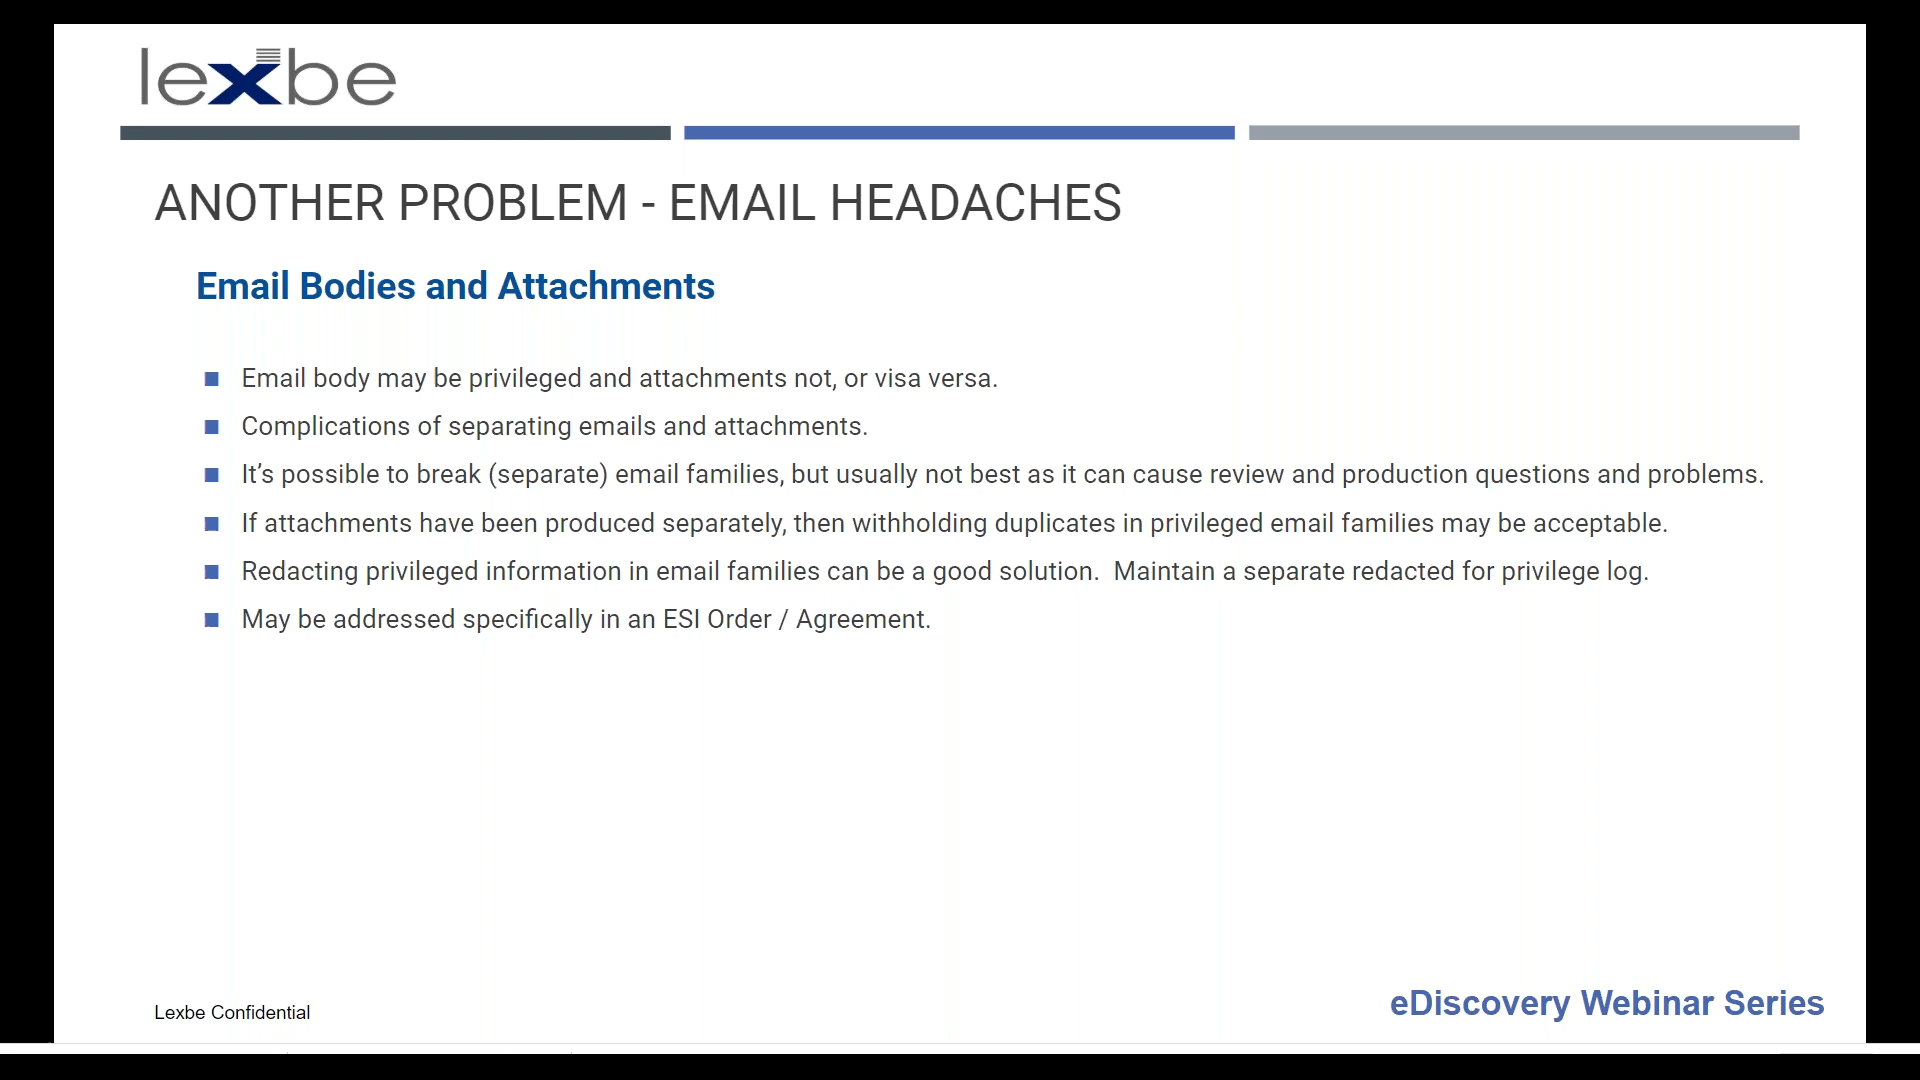 lexbe
ANOTHER PROBLEM - EMAIL HEADACHES
Email Bodies and Attachments
■ Email body may be privileged and attachments not, or visa versa.
■ Complications of separating emails and attachments.
■ It’s possible to break (separate) email families, but usually not best as it can cause review and production questions and problems.
■ If attachments have been produced separately, then withholding duplicates in privileged email families may be acceptable.
■ Redacting privileged information in email families can be a good solution.  Maintain a separate redacted for privilege log.
■ May be addressed specifically in an ESI Order / Agreement.
Lexbe Confidential
eDiscovery Webinar Series